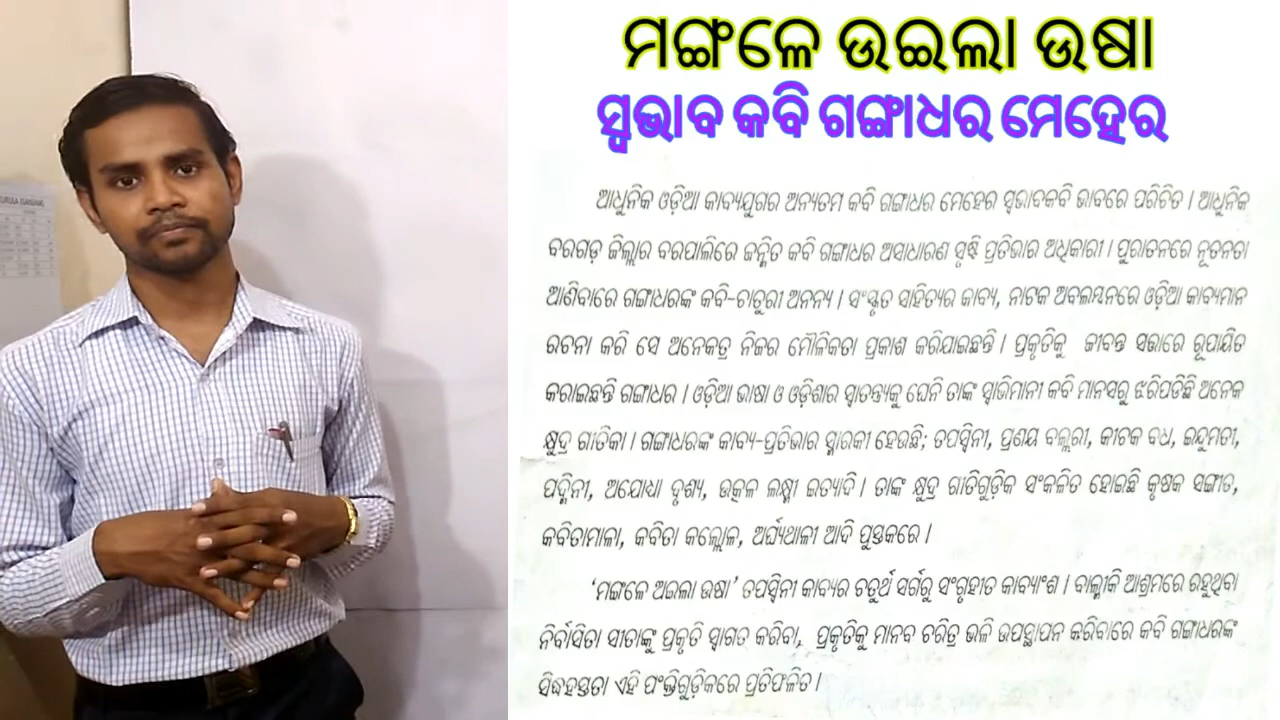 ମଙ୍ଗଳେ ଉଇଲା ଉଷା
ସ୍ୱଭାବ କବି ଗଙ୍ଗାଧର ମେହେର
ଆଧୁନିକ ଓଡ଼ିଆ କାବ୍ୟଯୁଗର ଅନ୍ୟତମ କବି ଗଙ୍ଗାଧର ମେହେର ସ୍ୱଭାବକବି ଭାବରେ ପରିଚିତ । ଆଧୁନିକ
ବରଗଡ଼ ଜିଲ୍ଲାର ବରପାଲିରେ ଜନ୍ମିତ କବି ଗଙ୍ଗାଧର ଅସାଧାରଣ ସୃଷ୍ଟି ପ୍ରତିଭାର ଅଧିକାରୀ । ପୁରାତନରେ ନୂତନତା
ଆଣିବାରେ ଗଙ୍ଗାଧରଙ୍କ କବି-ଚାତୁରୀ ଅନନ୍ୟ । ସଂସ୍କୃତ ସାହିତ୍ୟର କାବ୍ୟ, ନାଟକ ଅବଲମ୍ବନରେ ଓଡ଼ିଆ କାବ୍ୟମାନ
ରଚନା କରି ସେ ଅନେକତ୍ର ନିଜର ମୌଳିକତା ପ୍ରକାଶ କରିଯାଇଛନ୍ତି । ପ୍ରକୃତିକୁ ଜୀବନ୍ତ ସତ୍ତାରେ ରୂପାୟିତ
କରାଇଛନ୍ତି ଗଙ୍ଗାଧର । ଓଡ଼ିଆ ଭାଷା ଓ ଓଡ଼ିଶାର ସ୍ୱାତନ୍ତ୍ର୍ୟକୁ ଘେନି ତାଙ୍କ ସ୍ୱାଭିମାନୀ କବି ମାନସରୁ ଝରିପଡିଛି ଅନେକ
କ୍ଷୁଦ୍ର ଗୀତିକା । ଗଙ୍ଗାଧରଙ୍କ କାବ୍ୟ-ପ୍ରତିଭାର ସ୍ମାରକୀ ହେଉଛି; ତପସ୍ୱିନୀ, ପ୍ରଣୟ ବଲ୍ଲରୀ, କୀଚକ ବଧ, ଇନ୍ଦୁମତୀ,
ପଦ୍ମିନୀ, ଅଯୋଧ୍ୟା ଦୃଶ୍ୟ, ଉତ୍କଳ ଲକ୍ଷ୍ମୀ ଇତ୍ୟାଦି । ତାଙ୍କ କ୍ଷୁଦ୍ର ଗୀତିଗୁଡ଼ିକ ସଂକଳିତ ହୋଇଛି କୃଷକ ସଙ୍ଗୀତ,
କବିତାମାଳା, କବିତା କଲ୍ଲୋଳ, ଅର୍ଘ୍ୟଥାଳୀ ଆଦି ପୁସ୍ତକରେ ।
‘ମଙ୍ଗଳେ ଅଇଲା ଉଷା’ ତପସ୍ୱିନୀ କାବ୍ୟର ଚତୁର୍ଥ ସର୍ଗରୁ ସଂଗୃହୀତ କାବ୍ୟାଂଶ । ବାଲ୍ମୀକି ଆଶ୍ରମରେ ରହୁଥିବା
ନିର୍ବାସିତା ସୀତାଙ୍କୁ ପ୍ରକୃତି ସ୍ୱାଗତ କରିବା, ପ୍ରକୃତିକୁ ମାନବ ଚରିତ୍ର ଭଳି ଉପସ୍ଥାପନ କରିବାରେ କବି ଗଙ୍ଗାଧରଙ୍କ
ସିଦ୍ଧହସ୍ତତା ଏହି ପଂକ୍ତିଗୁଡ଼ିକରେ ପ୍ରତିଫଳିତ ।